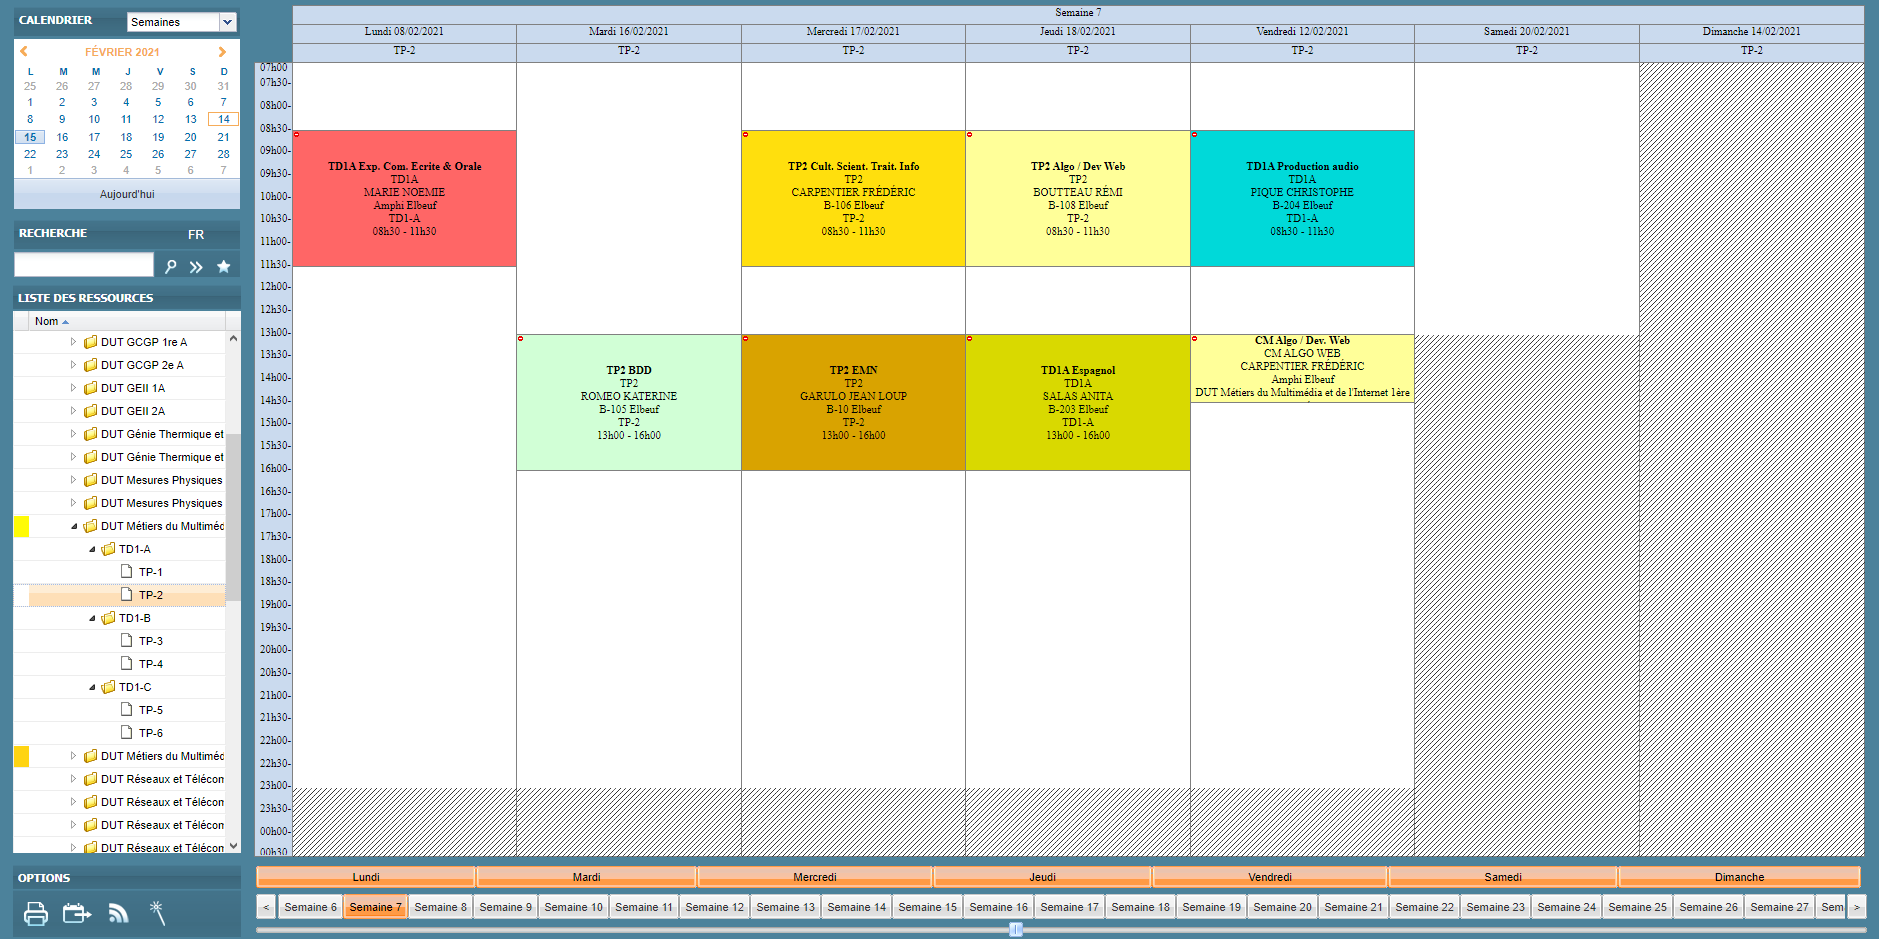 CALENDRIER
Semaines
FÉVRIER 2021
L M M J V S D
25 26 27 28 29 30 31
1 2 3 4 5 6 7
8 9 10 11 12 13 14
15 16 17 18 19 20 21
22 23 24 25 26 27 28
1 2 3 4 5 6 7
Aujourd'hui
RECHERCHE FR
LISTE DES RESSOURCES
Nom
DUT GCGP 1re A
DUT GCGP 2e A
DUT GEII 1A
DUT GEII 2A
DUT Génie Thermique et
DUT Génie Thermique et
DUT Mesures Physiques
DUT Mesures Physiques
DUT Métiers du Multiméd
TD1-A
TP-1
TP-2
TD1-B
TP-3
TP-4
TD1-C
TP-5
TP-6
DUT Métiers du Multiméd
DUT Réseaux et Télécom
DUT Réseaux et Télécom
DUT Réseaux et Télécom
DUT Réseaux et Télécom
OPTIONS
Semaine 7
Lundi 08/02/2021 Mardi 16/02/2021 Mercredi 17/02/2021 Jeudi 18/02/2021 Vendredi 12/02/2021 Samedi 20/02/2021 Dimanche 14/02/2021
TP-2 TP-2 TP-2 TP-2 TP-2 TP-2 TP-2
07h00
07h30-
08h00-
08h30-
09h00-
09h30-
10h00-
10h30-
11h00-
11h30-
12h00-
12h30-
13h00-
13h30-
14h00-
14h30-
15h00-
15h30-
16h00-
16h30-
17h00-
17h30-
18h00-
18h30-
19h00-
19h30-
20h00-
20h30-
21h00-
21h30-
22h00-
22h30-
23h00-
23h30-
00h00-
00h30
TD1A Exp. Com. Ecrite & Orale
TD1A
MARIE NOEMIE
Amphi Elbeuf
TD1-A
08h30 - 11h30
TP2 BDD
TP2
ROMEO KATERINE
B-105 Elbeuf
TP-2
13h00 - 16h00
TP2 Cult. Scient. Trait. Info
TP2
CARPENTIER FRÉDÉRIC
B-106 Elbeuf
TP-2
08h30 - 11h30
TP2 EMN
TP2
GARULO JEAN LOUP
B-10 Elbeuf
TP-2
13h00 - 16h00
TP2 Algo / Dev Web
TP2
BOUTTEAU RÉMI
B-108 Elbeuf
TP-2
08h30 - 11h30
TD1A Espagnol
TD1A
SALAS ANITA
B-203 Elbeuf
TD1-A
13h00 - 16h00
TD1A Production audio
TD1A
PIQUE CHRISTOPHE
B-204 Elbeuf
TD1-A
08h30 - 11h30
CM Algo / Dev. Web
CM ALGO WEB
CARPENTIER FRÉDÉRIC
Amphi Elbeuf
DUT Métiers du Multimédia et de l'Internet 1ère
Lundi Mardi Mercredi Jeudi Vendredi Samedi Dimanche
< Semaine 6 Semaine 7 Semaine 8 Semaine 9 Semaine 10 Semaine 11 Semaine 12 Semaine 13 Semaine 14 Semaine 15 Semaine 16 Semaine 17 Semaine 18 Semaine 19 Semaine 20 Semaine 21 Semaine 22 Semaine 23 Semaine 24 Semaine 25 Semaine 26 Semaine 27 Sem >